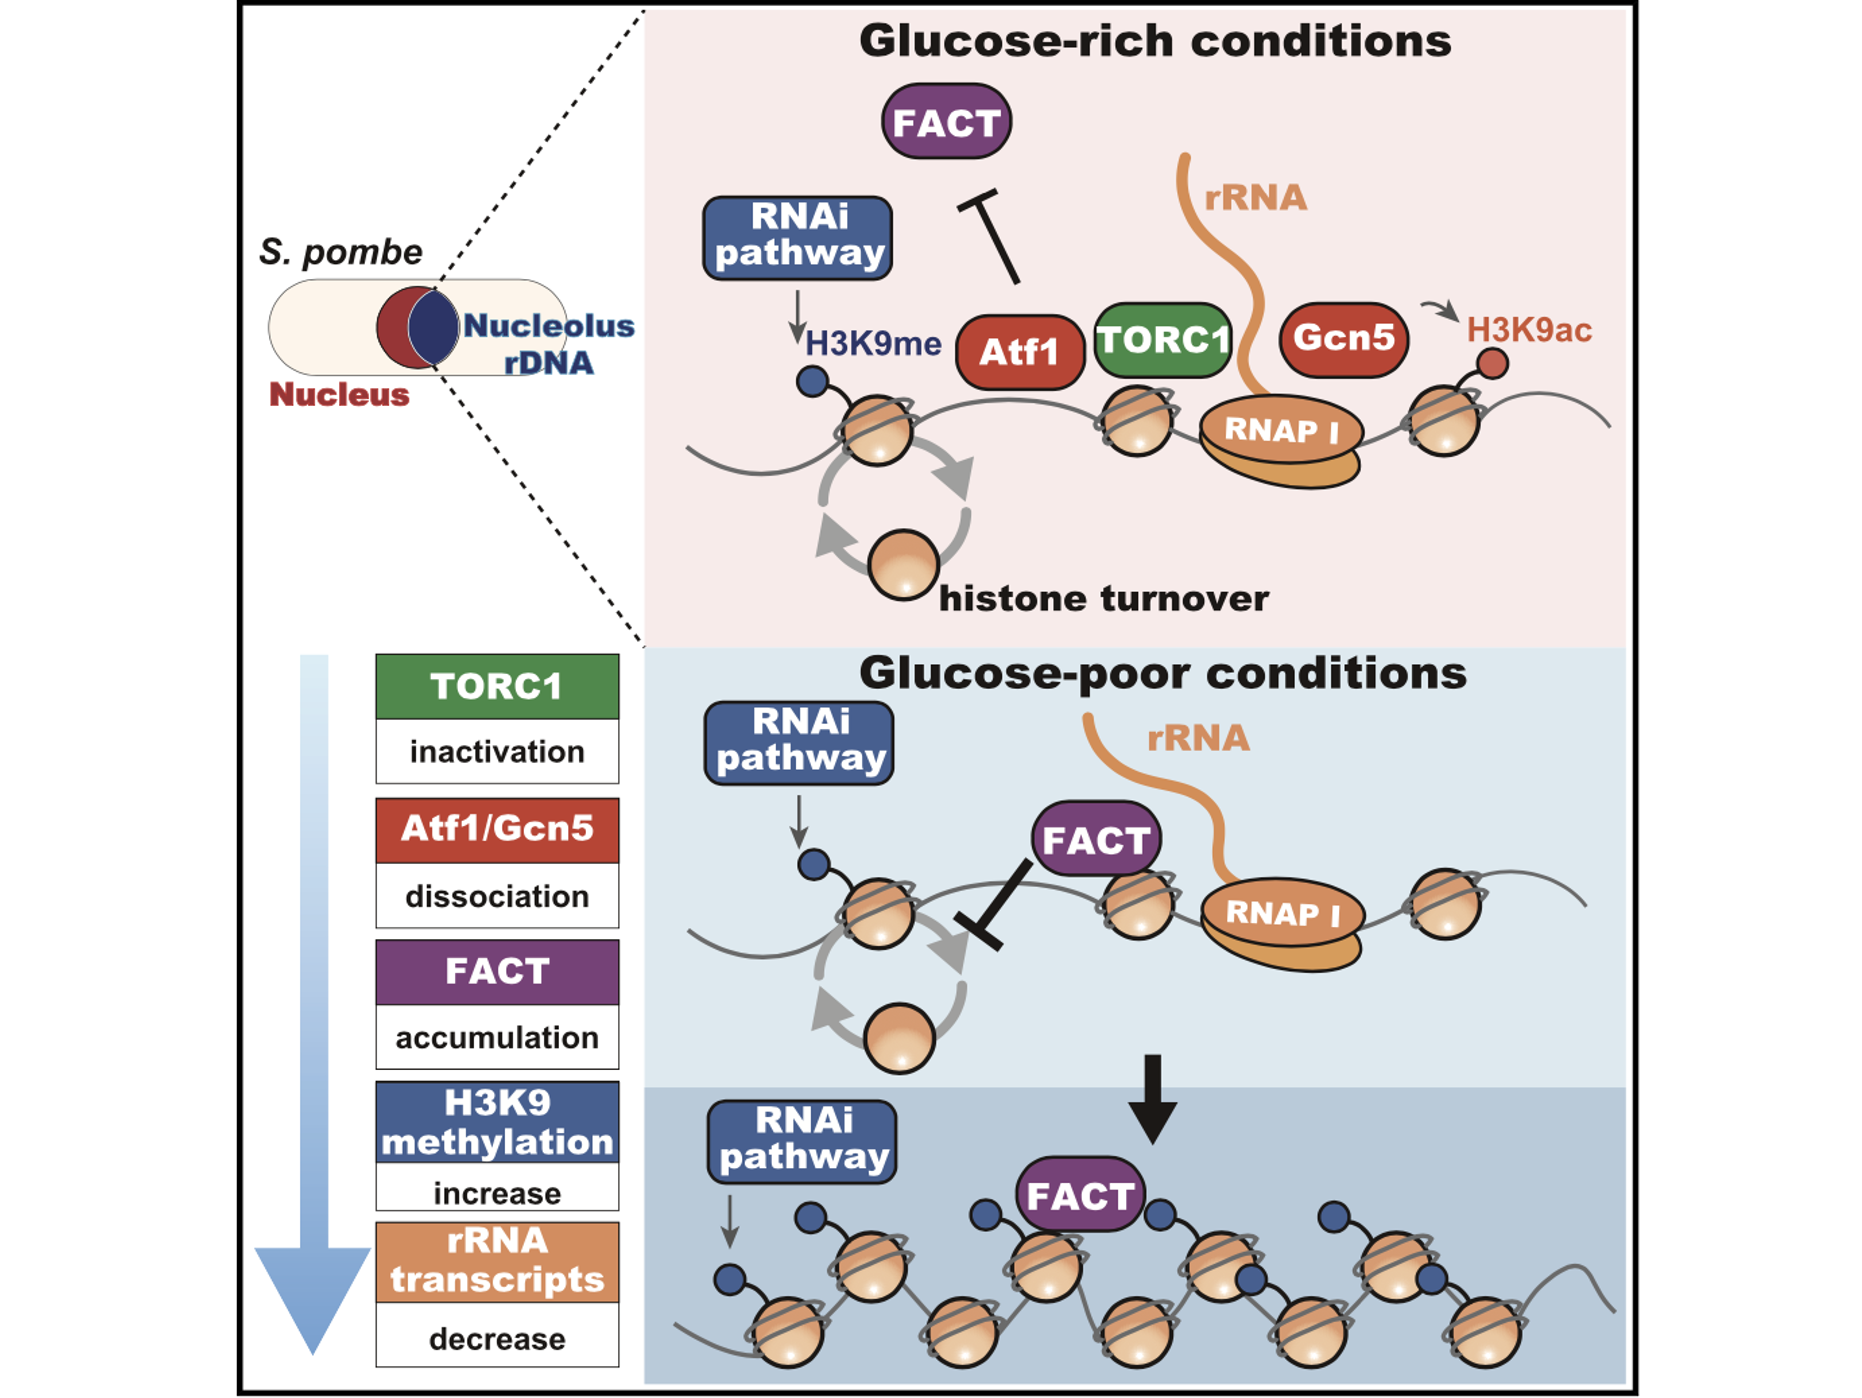 Glucose-rich conditions
FACT
RNAi
pathway
rRNA
S. pombe
Nucleolus
rDNA
Nucleus
H3K9me
Atf1
TORC1
Gcn5
H3K9ac
RNAP I
histone turnover
TORC1
inactivation
Atf1/Gcn5
dissociation
FACT
accumulation
H3K9
methylation
increase
rRNA
transcripts
decrease
Glucose-poor conditions
RNAi
pathway
rRNA
FACT
RNAP I
RNAi
pathway
FACT